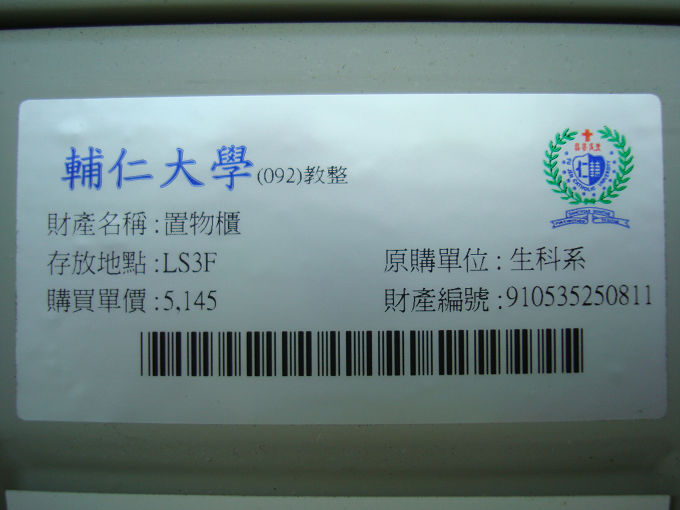 輔仁大學(092)教整
財產名稱:置物櫃
存放地點:LS3F
原購單位:生科系
購買單價:5,145
財產編號:910535250811